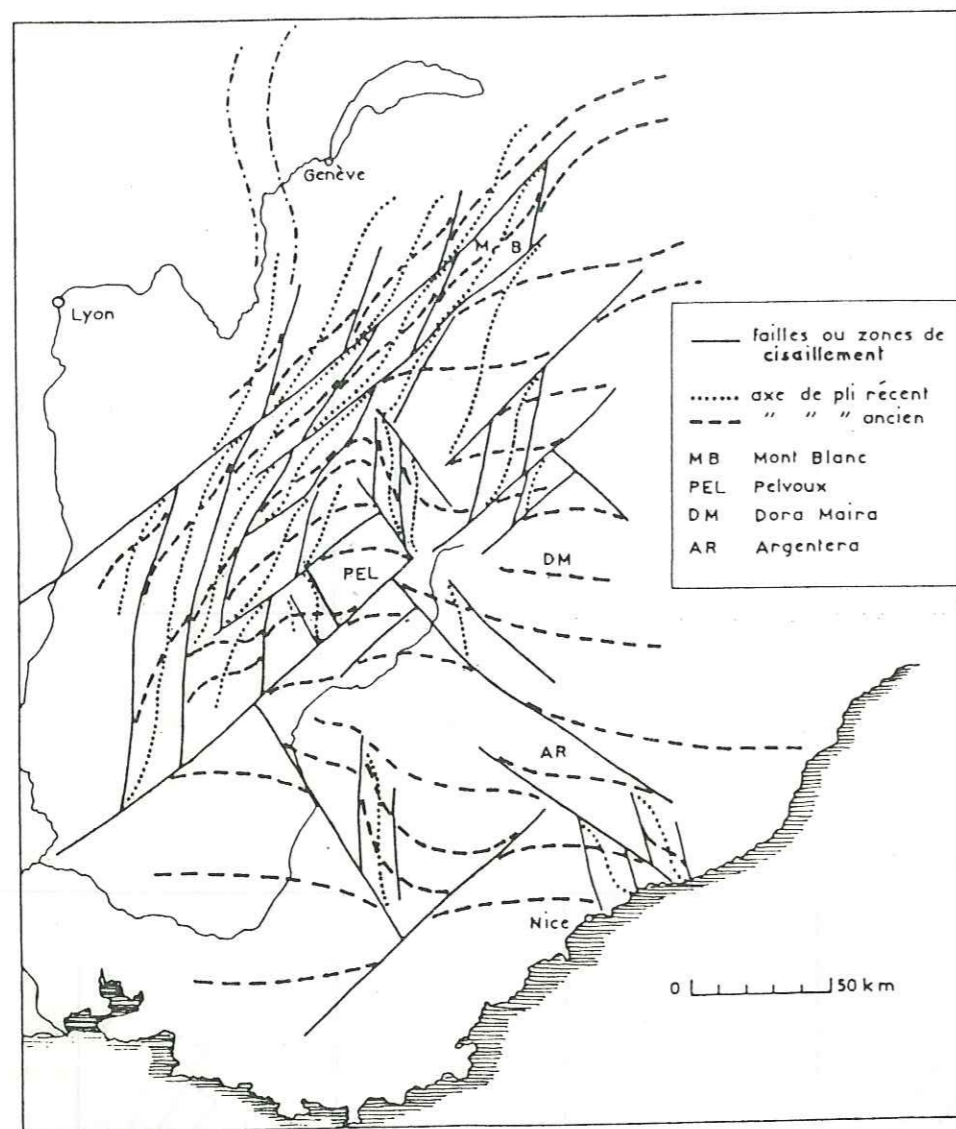 Genève
Lyon
M B
failles ou zones de
cisaillement
axe de pli récent
" " " ancien
MB Mont Blanc
PEL Pelvoux
DM Dora Maira
AR Argentera
PEL
DM
AR
Nice
0 50 km